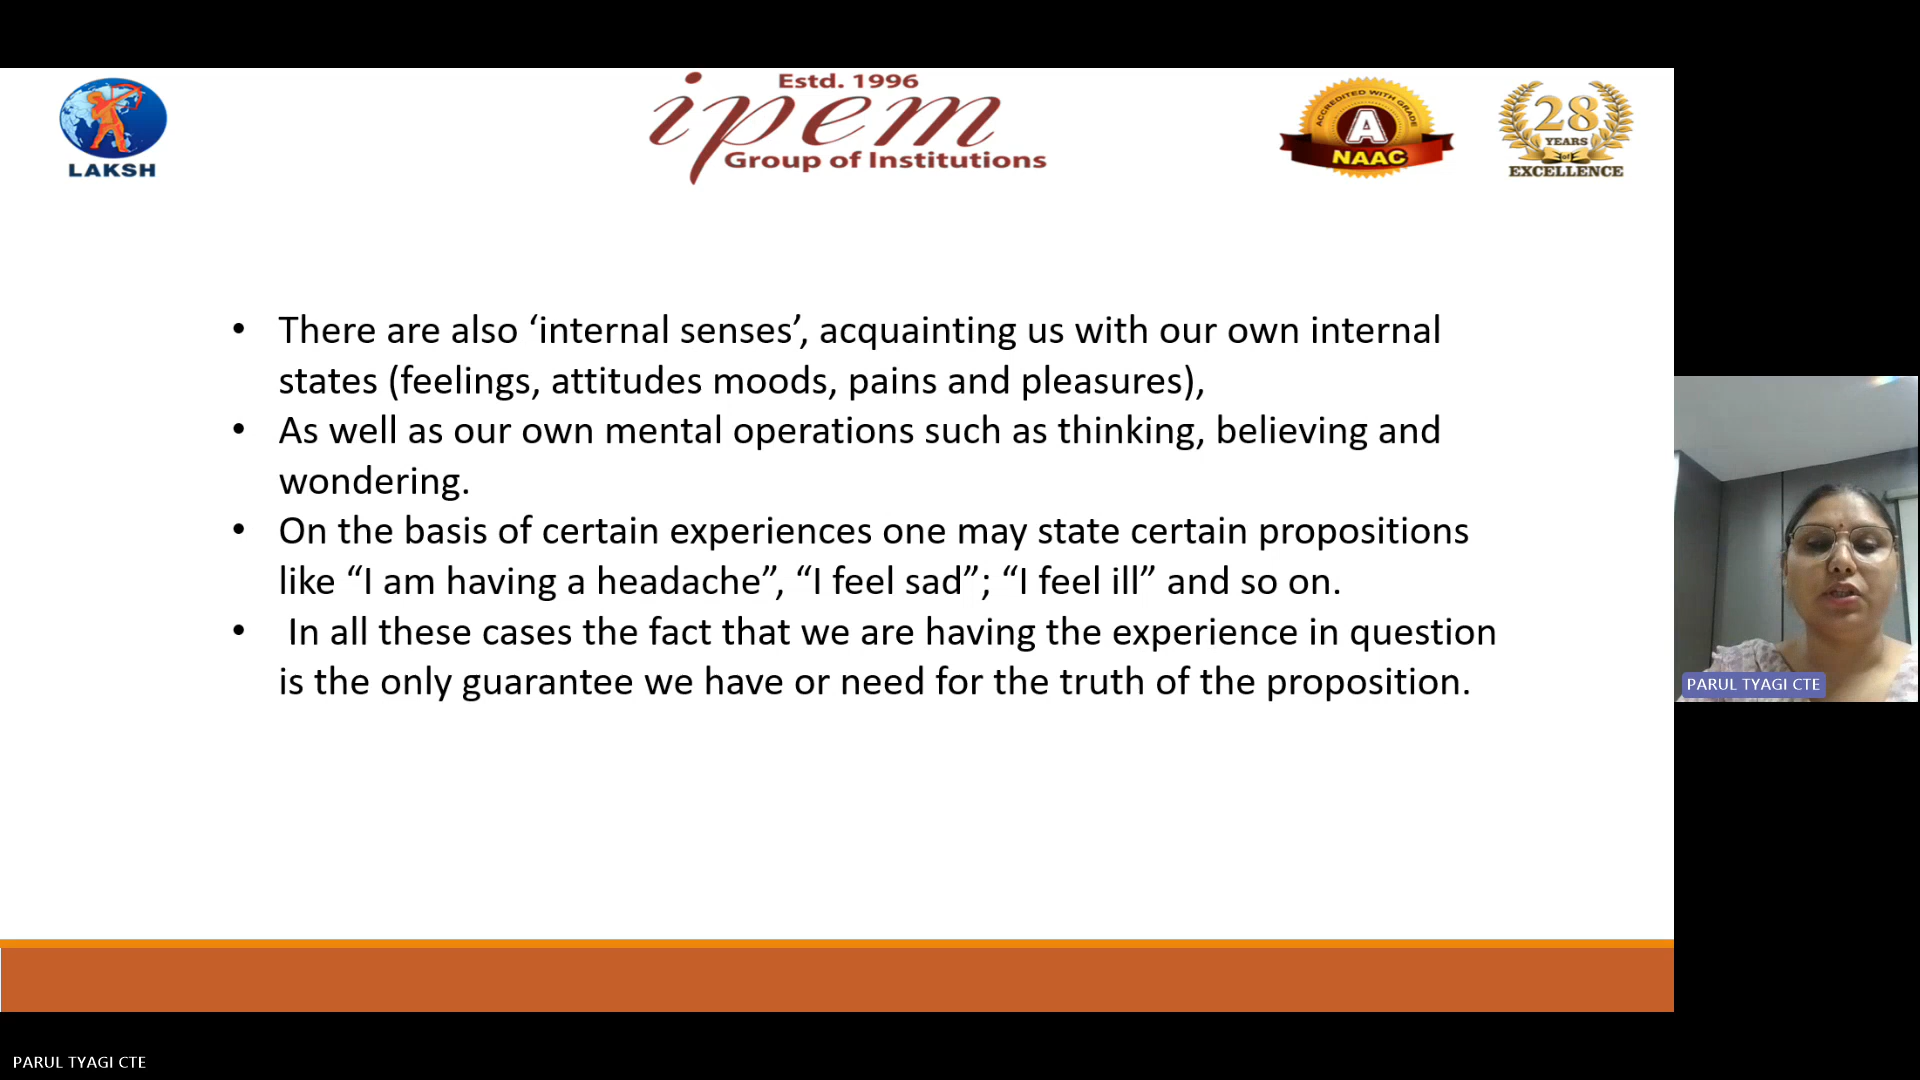 Estd. 1996
ipem
Group of Institutions
LAKSH
ACCREDITED WITH GRADE
A
NAAC
28
YEARS
of
EXCELLENCE
• There are also ‘internal senses’, acquainting us with our own internal
states (feelings, attitudes moods, pains and pleasures),
• As well as our own mental operations such as thinking, believing and
wondering.
• On the basis of certain experiences one may state certain propositions
like “I am having a headache”, “I feel sad”; “I feel ill” and so on.
• In all these cases the fact that we are having the experience in question
is the only guarantee we have or need for the truth of the proposition.
PARUL TYAGI CTE
PARUL TYAGI CTE